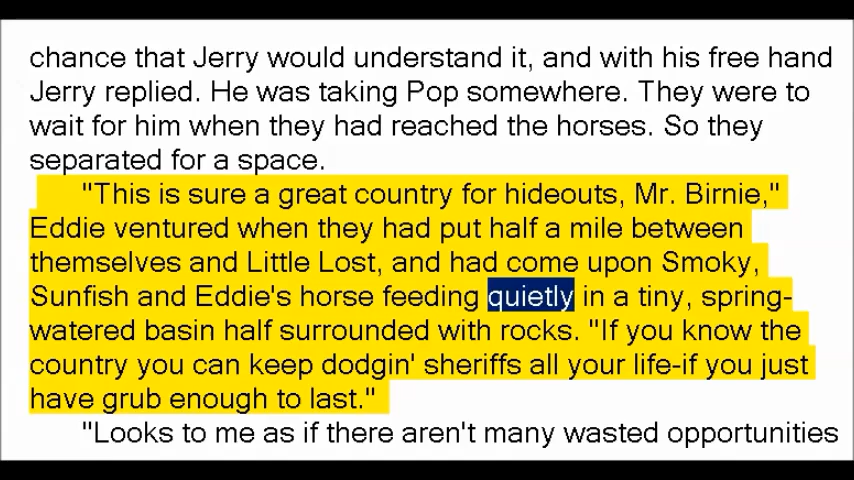 chance that Jerry would understand it, and with his free hand
Jerry replied. He was taking Pop somewhere. They were to
wait for him when they had reached the horses. So they
separated for a space.
"This is sure a great country for hideouts, Mr. Birnie,"
Eddie ventured when they had put half a mile between
themselves and Little Lost, and had come upon Smoky,
Sunfish and Eddie's horse feeding quietly in a tiny, spring-
watered basin half surrounded with rocks. "If you know the
country you can keep dodgin' sheriffs all your life-if you just
have grub enough to last."
"Looks to me as if there aren't many wasted opportunities